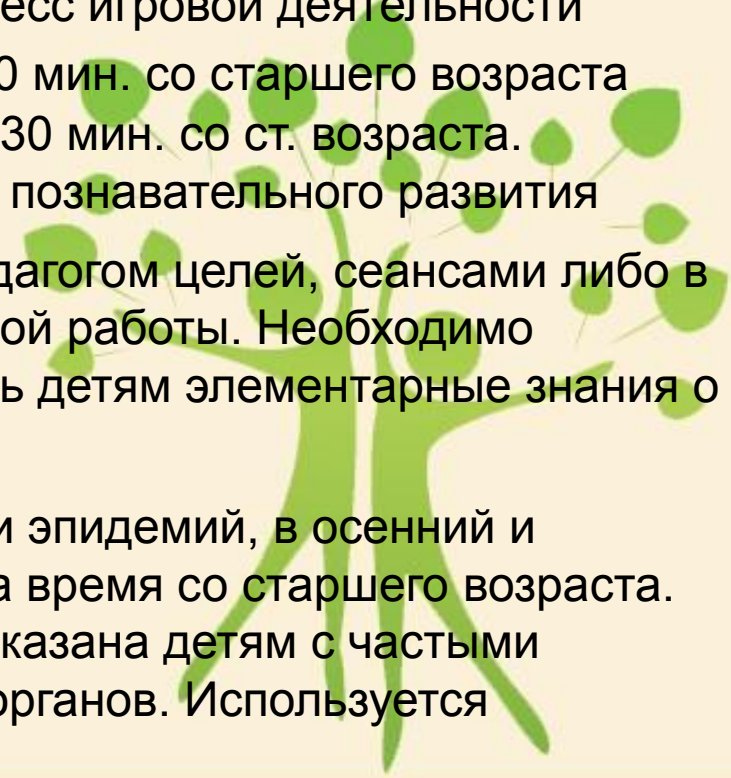 есс игровой деятельности
0 мин. со старшего возраста
30 мин. со ст. возраста.
познавательного развития
дагогом целей, сеансами либо в
ой работы. Необходимо
ь детям элементарные знания о
и эпидемий, в осенний и
а время со старшего возраста.
казана детям с частыми
органов. Используется